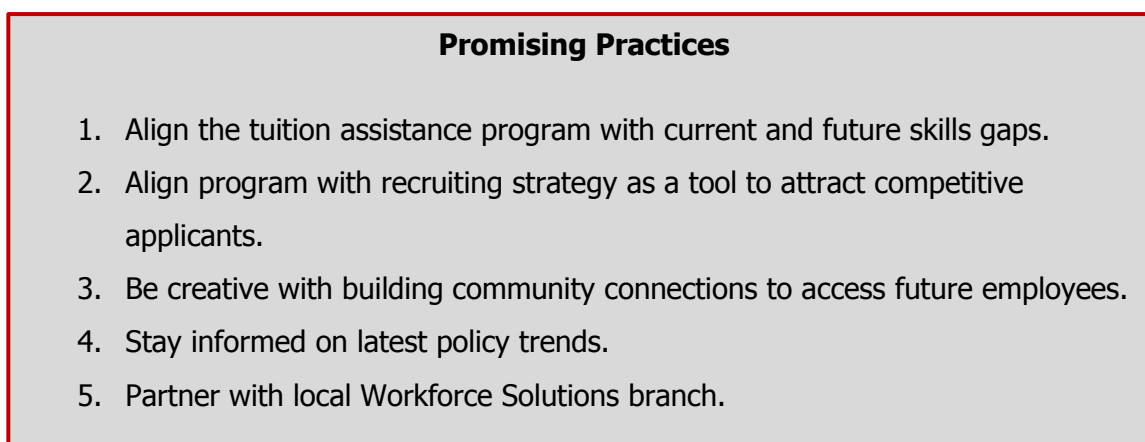 Promising Practices
1. Align the tuition assistance program with current and future skills gaps.
2. Align program with recruiting strategy as a tool to attract competitive
applicants.
3. Be creative with building community connections to access future employees.
4. Stay informed on latest policy trends.
5. Partner with local Workforce Solutions branch.